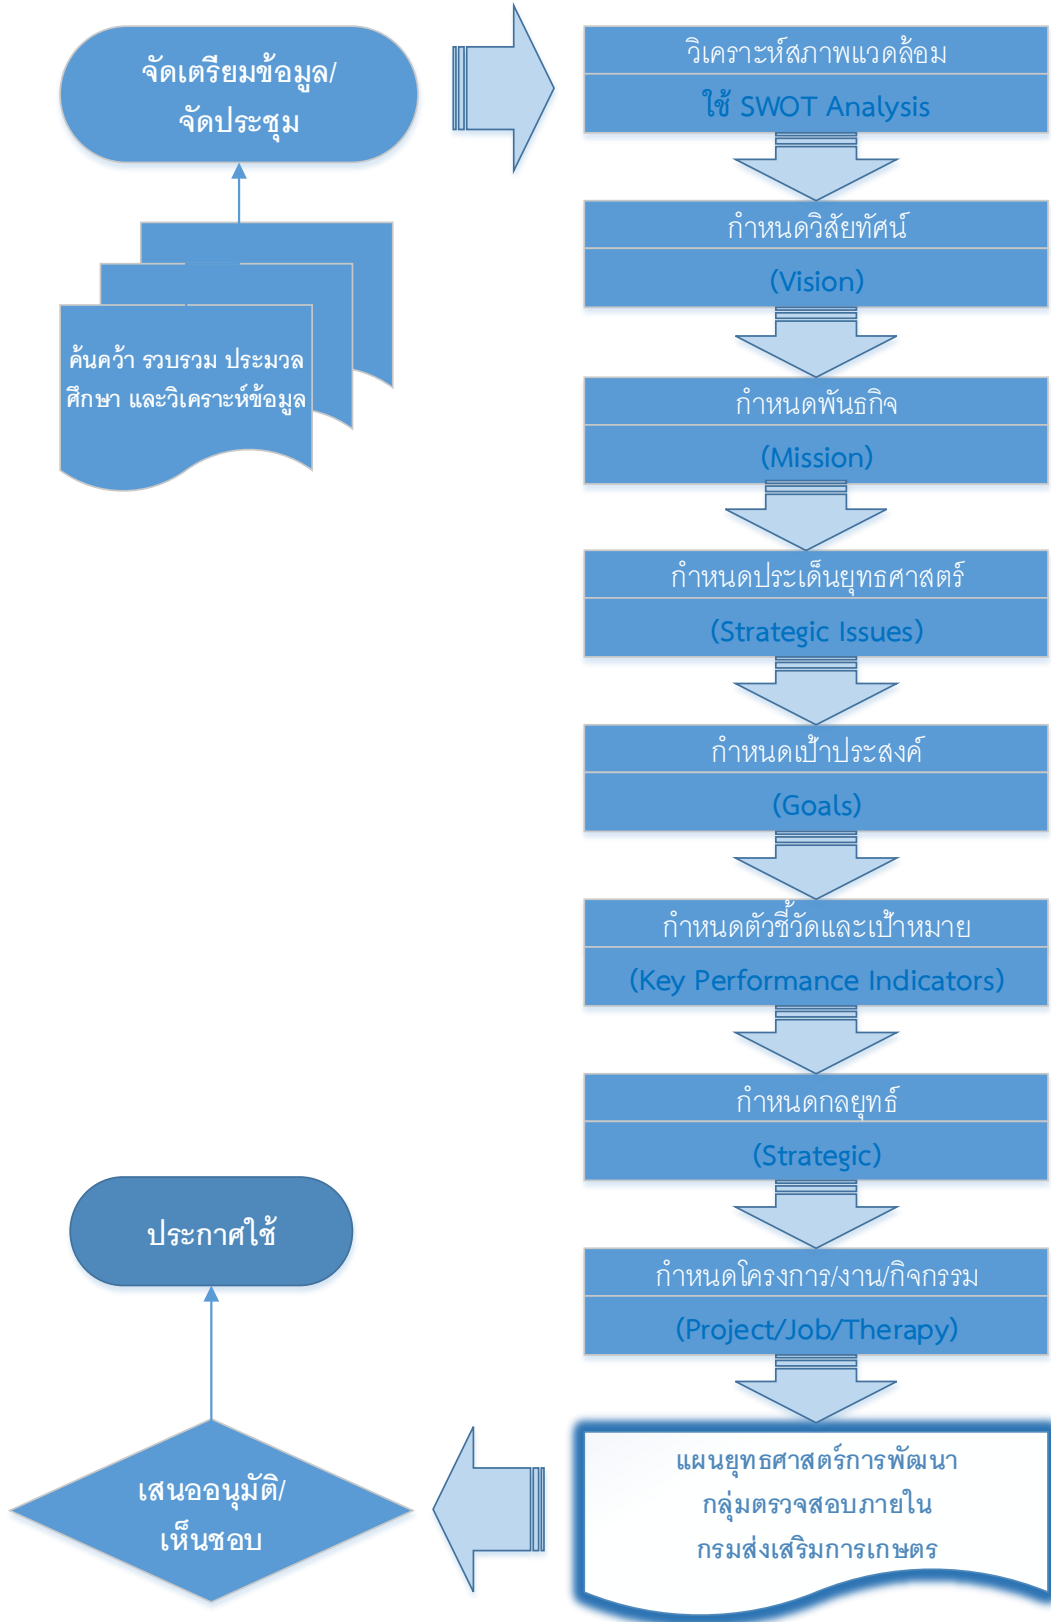 จัดเตรียมข้อมูล/
จัดประชุม
ค้นคว้า รวบรวม ประมวล
ศึกษา และวิเคราะห์ข้อมูล
วิเคราะห์สภาพแวดล้อม
ใช้ SWOT Analysis
กำหนดวิสัยทัศน์
(Vision)
กำหนดพันธกิจ
(Mission)
กำหนดประเด็นยุทธศาสตร์
(Strategic Issues)
กำหนดเป้าประสงค์
(Goals)
กำหนดตัวชี้วัดและเป้าหมาย
(Key Performance Indicators)
กำหนดกลยุทธ์
(Strategic)
กำหนดโครงการ/งาน/กิจกรรม
(Project/Job/Therapy)
แผนยุทธศาสตร์การพัฒนา
กลุ่มตรวจสอบภายใน
กรมส่งเสริมการเกษตร
เสนออนุมัติ/
เห็นชอบ
ประกาศใช้